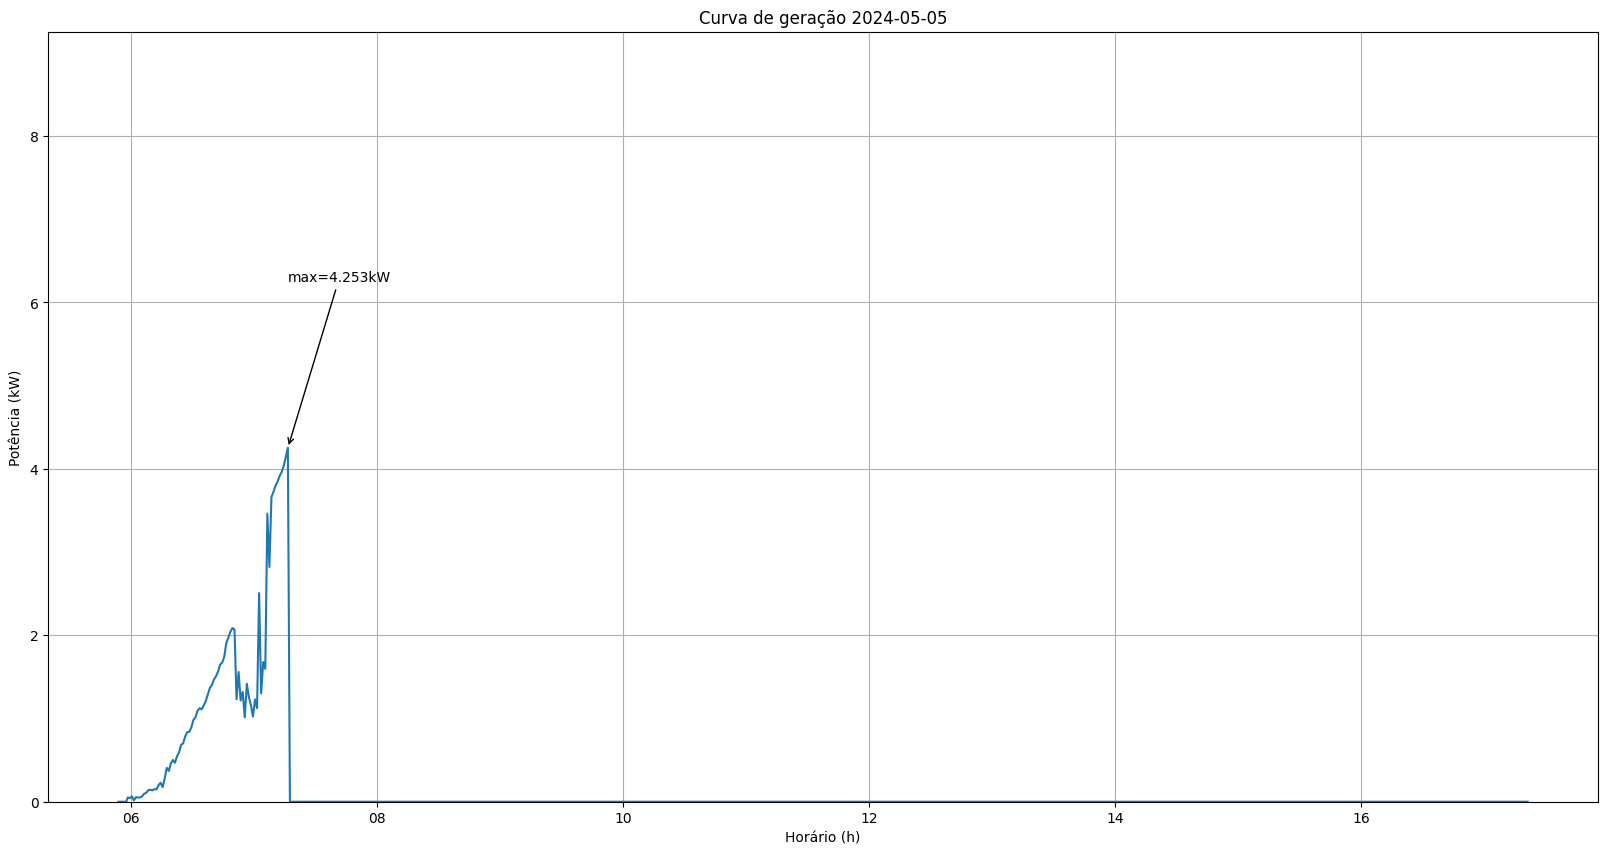 Curva de geração 2024-05-05
8
6
4
2
0
Potência (kW)
max=4.253kW
06 08 10 12 14 16
Horário (h)